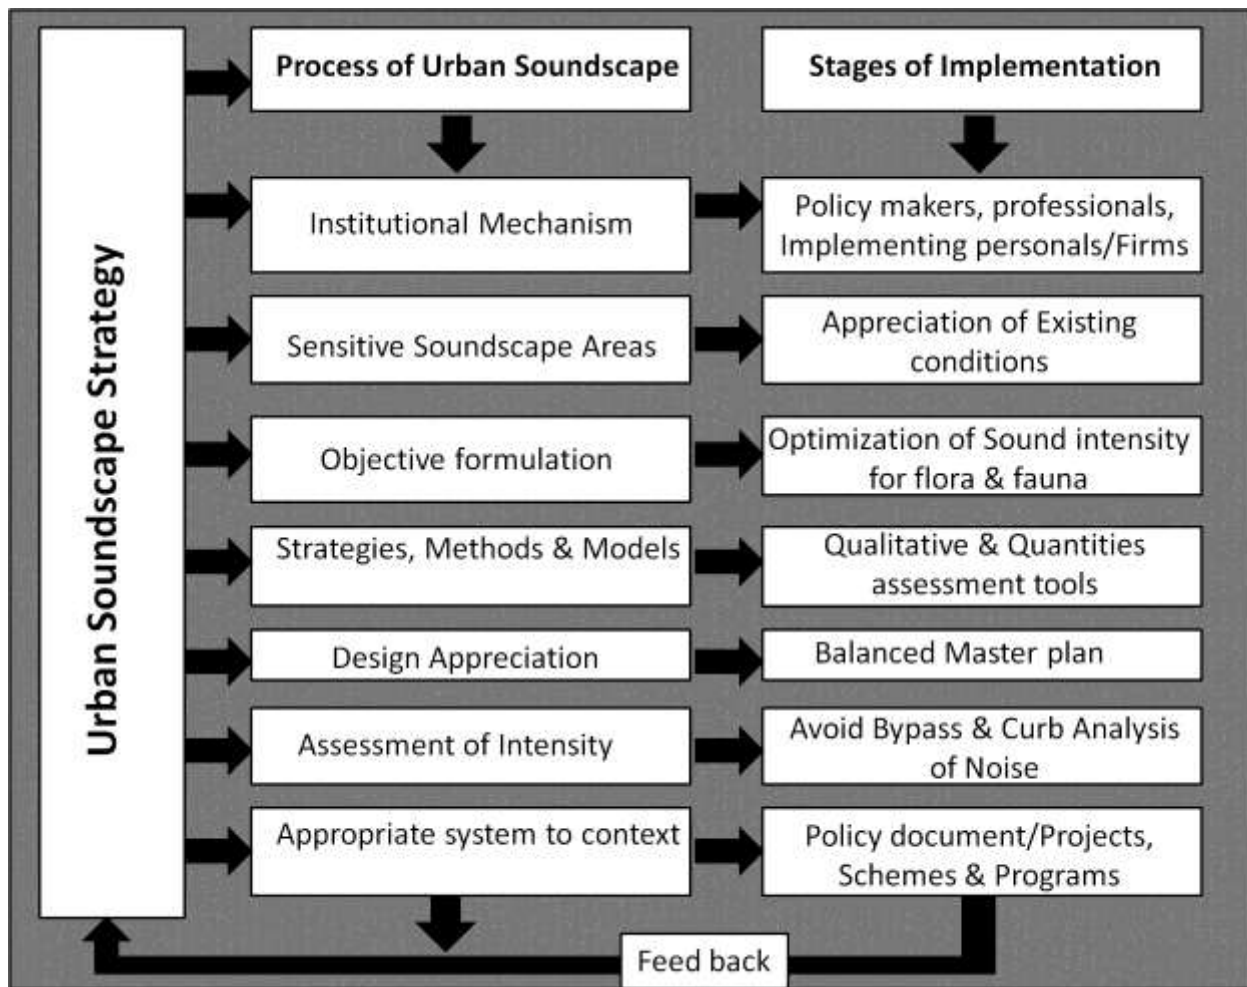 Urban Soundscape Strategy
Process of Urban Soundscape
Stages of Implementation
Institutional Mechanism
Policy makers, professionals,
Implementing personals/Firms
Sensitive Soundscape Areas
Appreciation of Existing
conditions
Objective formulation
Optimization of Sound intensity
for flora & fauna
Strategies, Methods & Models
Qualitative & Quantities
assessment tools
Design Appreciation
Balanced Master plan
Assessment of Intensity
Avoid Bypass & Curb Analysis
of Noise
Appropriate system to context
Policy document/Projects,
Schemes & Programs
Feed back